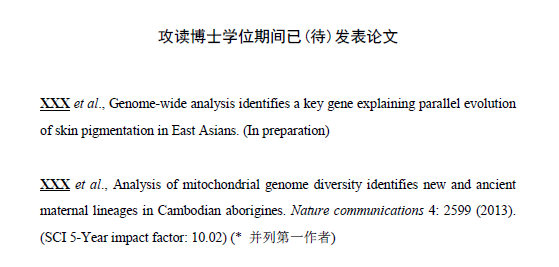 攻读博士学位期间已(待)发表论文
XXX et al., Genome-wide analysis identifies a key gene explaining parallel evolution
of skin pigmentation in East Asians. (In preparation)
XXX et al., Analysis of mitochondrial genome diversity identifies new and ancient
maternal lineages in Cambodian aborigines. Nature communications 4: 2599 (2013).
(SCI 5-Year impact factor: 10.02) (* 并列第一作者)